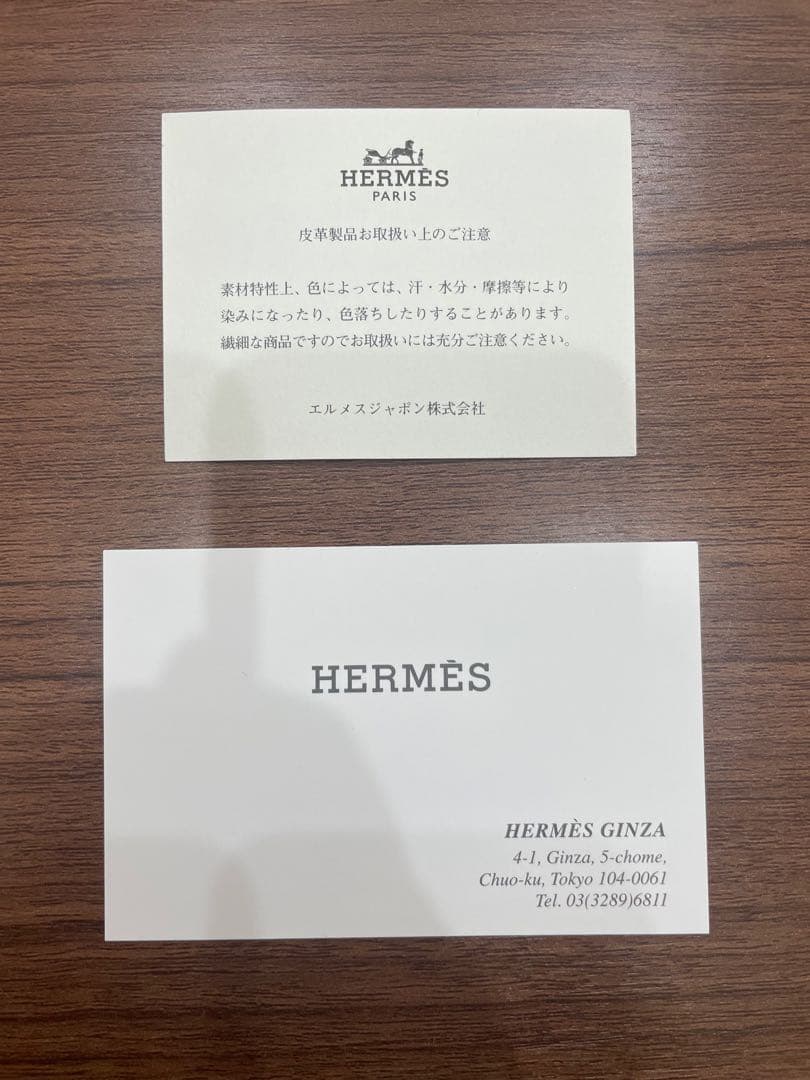 HERMÈS
PARIS
皮革製品お取扱い上のご注意
素材特性上、色によっては、汗・水分・摩擦等により
染みになったり、色落ちしたりすることがあります。
繊細な商品ですのでお取扱いには充分ご注意ください。
エルメスジャポン株式会社
HERMÈS
HERMÈS GINZA
4-1, Ginza, 5-chome,
Chuo-ku, Tokyo 104-0061
Tel. 03(3289)6811